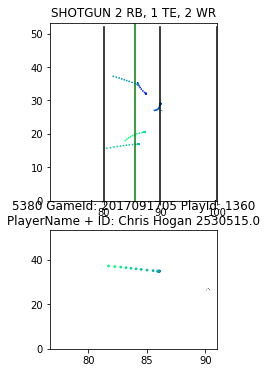 SHOTGUN 2 RB, 1 TE, 2 WR
50
40
30
20
10
0
80 90 100
5380 GameId: 2017091705 PlayId: 1360
PlayerName + ID: Chris Hogan 2530515.0
40
20
0
80 85 90